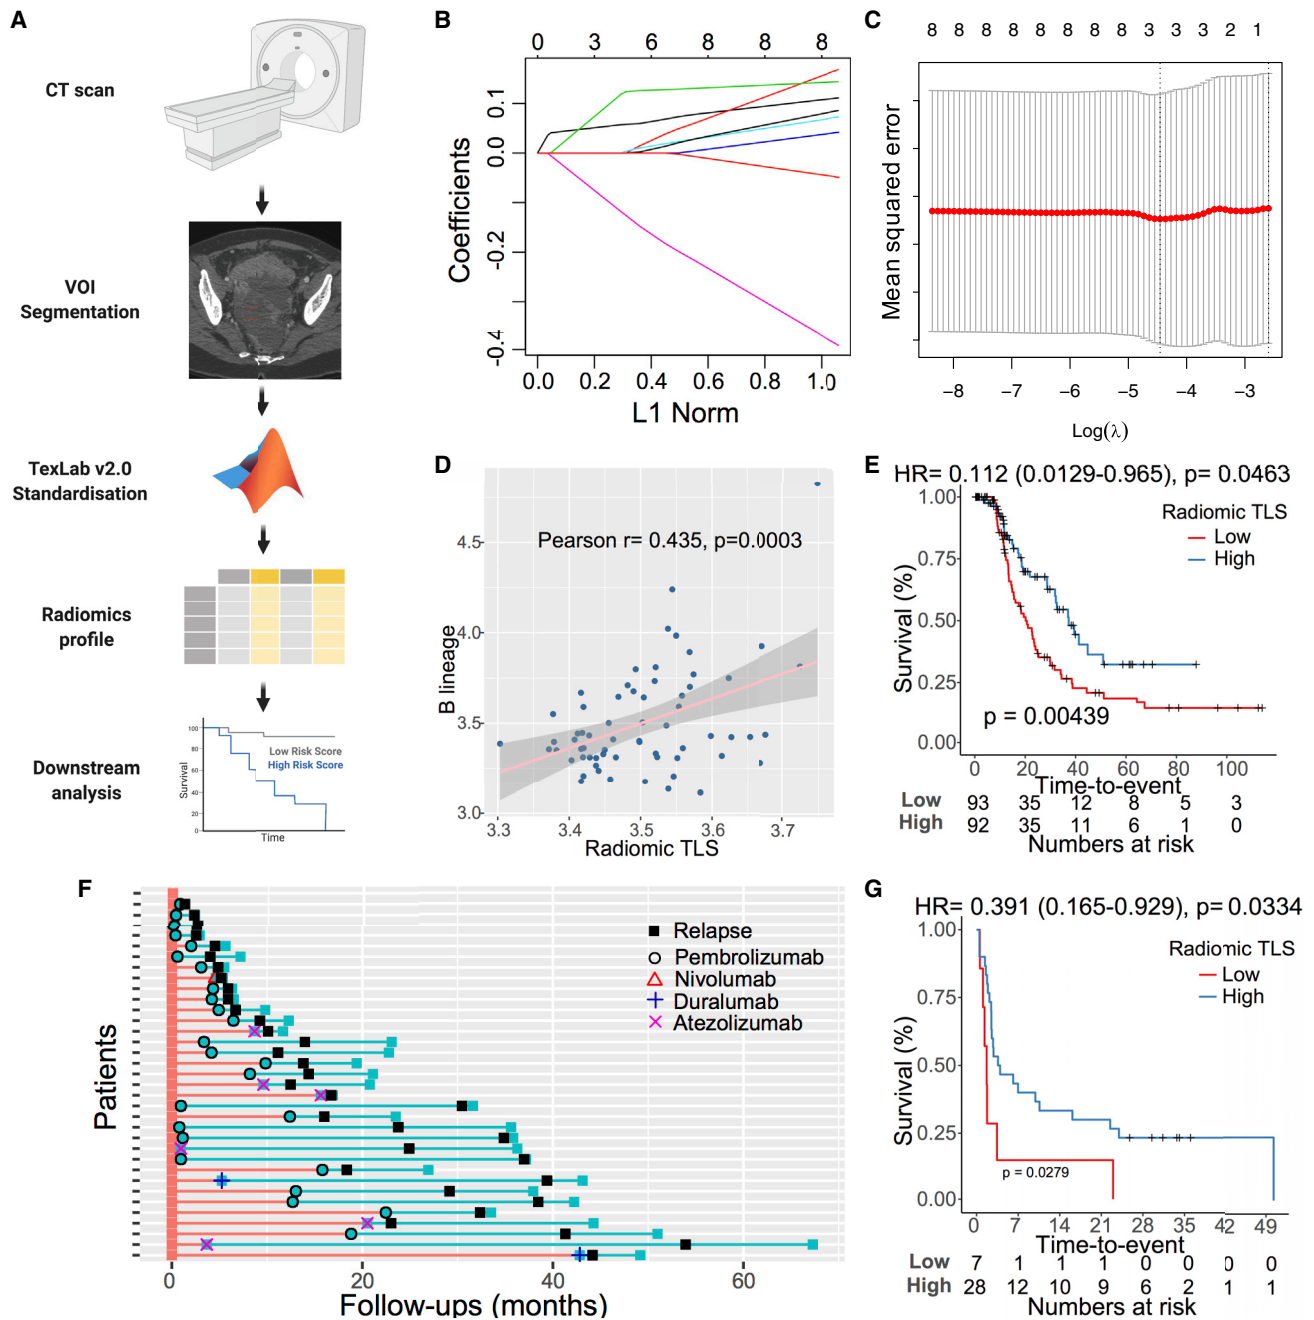 A
CT scan
VOI
Segmentation
TexLab v2.0
Standardisation
Radiomics
profile
Downstream
analysis
100
80
60
40
20
0
Survival
Low Risk Score
High Risk Score
Time
B
0 3 6 8 8 8
0.1
0.0
-0.2
-0.4
Coefficients
0.0 0.2 0.4 0.6 0.8 1.0
L1 Norm
C
8 8 8 8 8 8 8 8 3 3 3 2 1
Mean squared error
−8 −7 −6 −5 −4 −3
Log(λ)
D
Pearson r= 0.435, p=0.0003
4.5
4.0
3.5
3.0
B lineage
3.3 3.4 3.5 3.6 3.7
Radiomic TLS
E
HR= 0.112 (0.0129-0.965), p= 0.0463
Radiomic TLS
Low
High
1.00
0.75
0.50
0.25
0.00
Survival (%)
p = 0.00439
0 20 40 60 80 100
Time-to-event
Low 93 35 12 8 5 3
High 92 35 11 6 1 0
Numbers at risk
F
Relapse
Pembrolizumab
Nivolumab
Duralumab
Atezolizumab
Patients
0 20 40 60
Follow-ups (months)
G
HR= 0.391 (0.165-0.929), p= 0.0334
Radiomic TLS
Low
High
1.00
0.75
0.50
0.25
0.00
Survival (%)
p = 0.0279
0 7 14 21 28 35 42 49
Time-to-event
Low 7 1 1 1 0 0 0 0
High 28 12 10 9 6 2 1 1
Numbers at risk